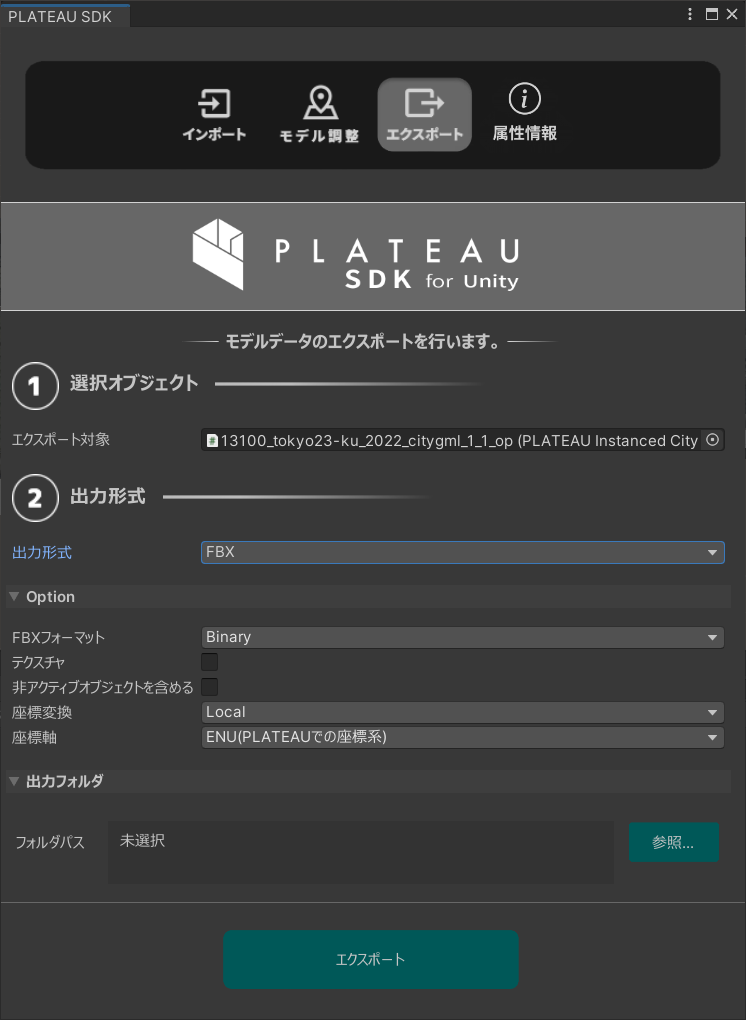 PLATEAU SDK
インポート
モデル調整
エクスポート
属性情報
PLATEAU
SDK for Unity
モデルデータのエクスポートを行います。
1 選択オブジェクト
エクスポート対象 13100_tokyo23-ku_2022_citygml_1_1_op (PLATEAU Instanced City
2 出力形式
出力形式 FBX
Option
FBXフォーマット Binary
テクスチャ
非アクティブオブジェクトを含める
座標変換 Local
座標軸 ENU(PLATEAUでの座標系)
出力フォルダ
フォルダパス 未選択 参照...
エクスポート